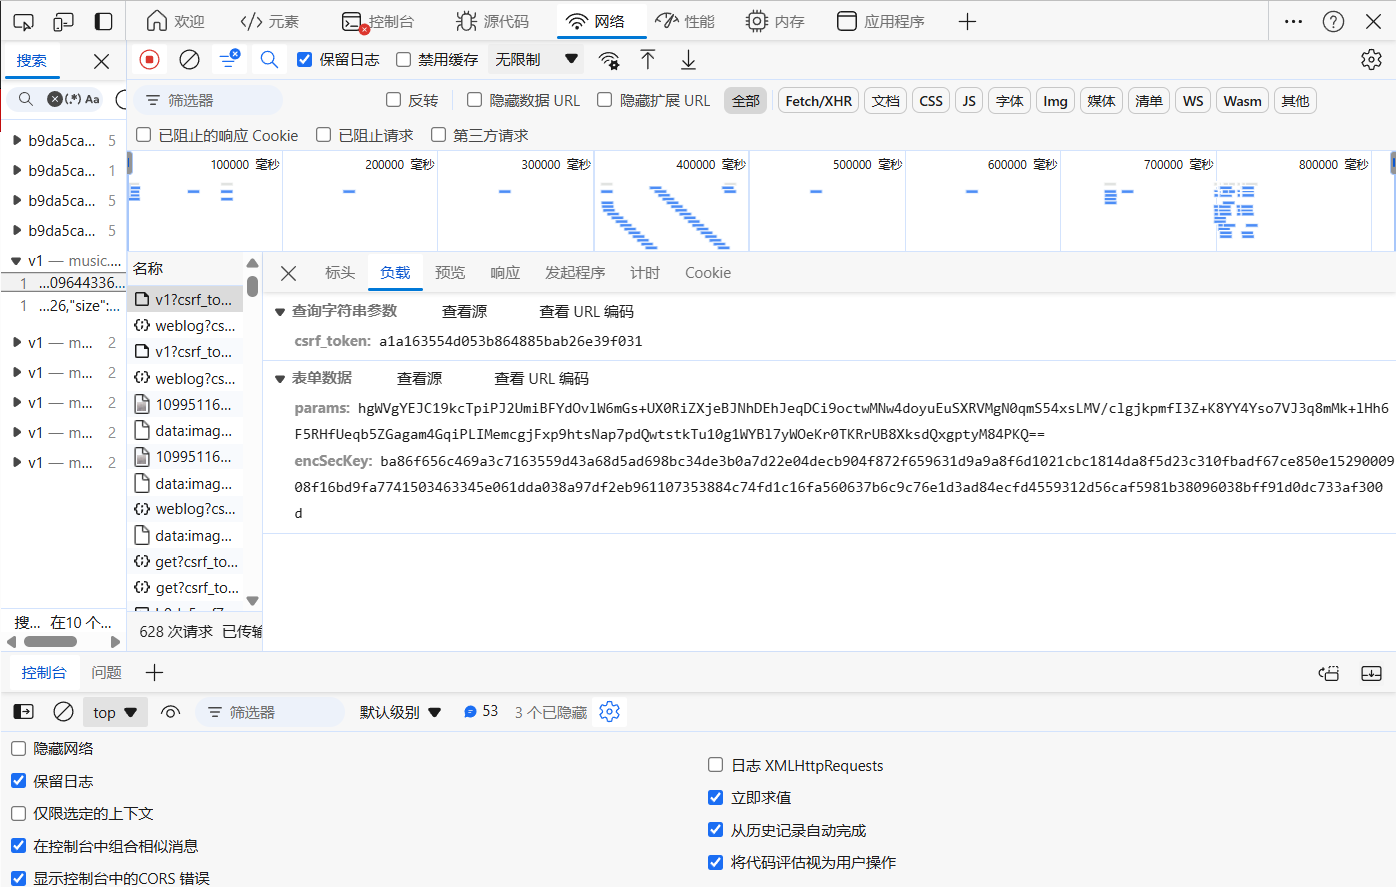 欢迎
元素
控制台
源代码
网络
性能
内存
应用程序
搜索
保留日志
禁用缓存
无限制
(.*) Aa
筛选器
反转
隐藏数据 URL
隐藏扩展 URL
全部
Fetch/XHR
文档
CSS
JS
字体
Img
媒体
清单
WS
Wasm
其他
已阻止的响应 Cookie
已阻止请求
第三方请求
100000 毫秒
200000 毫秒
300000 毫秒
400000 毫秒
500000 毫秒
600000 毫秒
700000 毫秒
800000 毫秒
b9da5ca... 5
b9da5ca... 1
b9da5ca... 5
b9da5ca... 5
v1 — music....
1 ...09644336...
1 ...26,"size":...
v1 — m... 2
v1 — m... 2
v1 — m... 2
v1 — m... 2
v1 — m... 2
搜... 在10 个...
名称
v1?csrf_to...
weblog?cs...
v1?csrf_to...
weblog?cs...
10995116...
data:imag...
10995116...
data:imag...
weblog?cs...
data:imag...
get?csrf_to...
get?csrf_to...
628 次请求 已传输
标头
负载
预览
响应
发起程序
计时
Cookie
查询字符串参数 查看源 查看 URL 编码
csrf_token: a1a163554d053b864885bab26e39f031
表单数据 查看源 查看 URL 编码
params: hgWVgYEJC19kcTpiPJ2UmiBFYdOvlW6mGs+UX0RiZXjeBJNhDEhJeqDCi9octwMNw4doyuEuSXRVMgN0qmS54xsLMV/clgjkpmfI3Z+K8YY4Yso7VJ3q8mMk+lHh6
F5RHfUeqb5ZGagam4GqiPLIMemcgjFxp9htsNap7pdQwtstkTu10g1WYBl7yWOeKr0TKRrUB8XksdQxgptyM84PKQ==
encSecKey: ba86f656c469a3c7163559d43a68d5ad698bc34de3b0a7d22e04decb904f872f659631d9a9a8f6d1021cbc1814da8f5d23c310fbadf67ce850e15290009
08f16bd9fa7741503463345e061dda038a97df2eb961107353884c74fd1c16fa560637b6c9c76e1d3ad84ecfd4559312d56caf5981b38096038bff91d0dc733af300
d
控制台
问题
top
筛选器
默认级别
53
3 个已隐藏
隐藏网络
保留日志
仅限选定的上下文
在控制台中组合相似消息
显示控制台中的CORS 错误
日志 XMLHttpRequests
立即求值
从历史记录自动完成
将代码评估视为用户操作